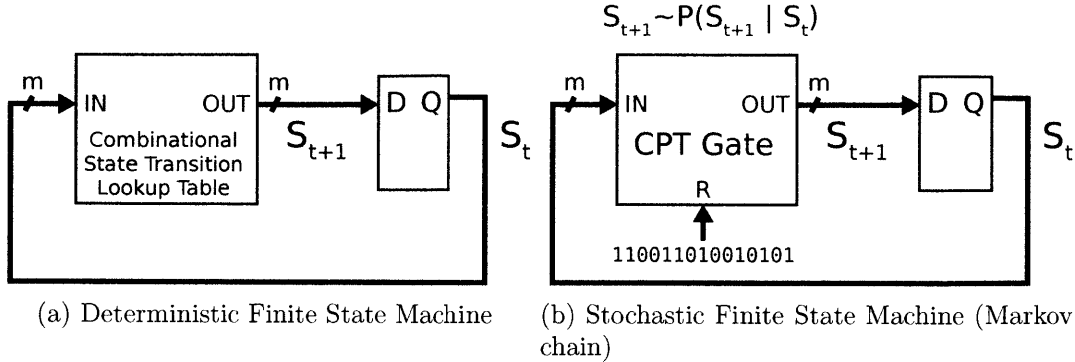 S_{t+1}~P(S_{t+1} | S_t)
m
IN
OUT
m
D Q
Combinational
State Transition
Lookup Table
S_{t+1}
S_t
m
IN
OUT
m
D Q
CPT Gate
S_{t+1}
S_t
R
110011010010101
(a) Deterministic Finite State Machine
(b) Stochastic Finite State Machine (Markov
chain)